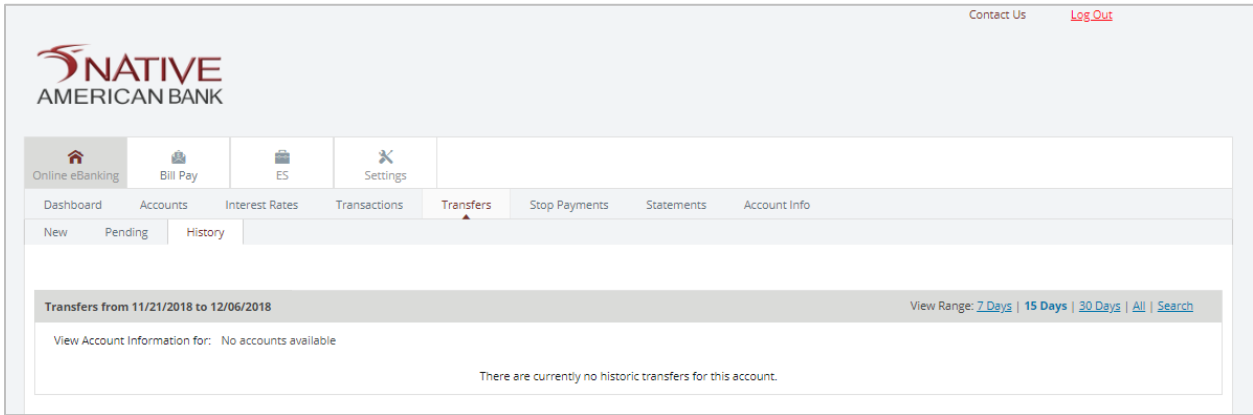 Contact Us Log Out
NATIVE
AMERICAN BANK
Online eBanking Bill Pay ES Settings
Dashboard Accounts Interest Rates Transactions Transfers Stop Payments Statements Account Info
New Pending History
Transfers from 11/21/2018 to 12/06/2018 View Range: 7 Days | 15 Days | 30 Days | All | Search
View Account Information for: No accounts available
There are currently no historic transfers for this account.